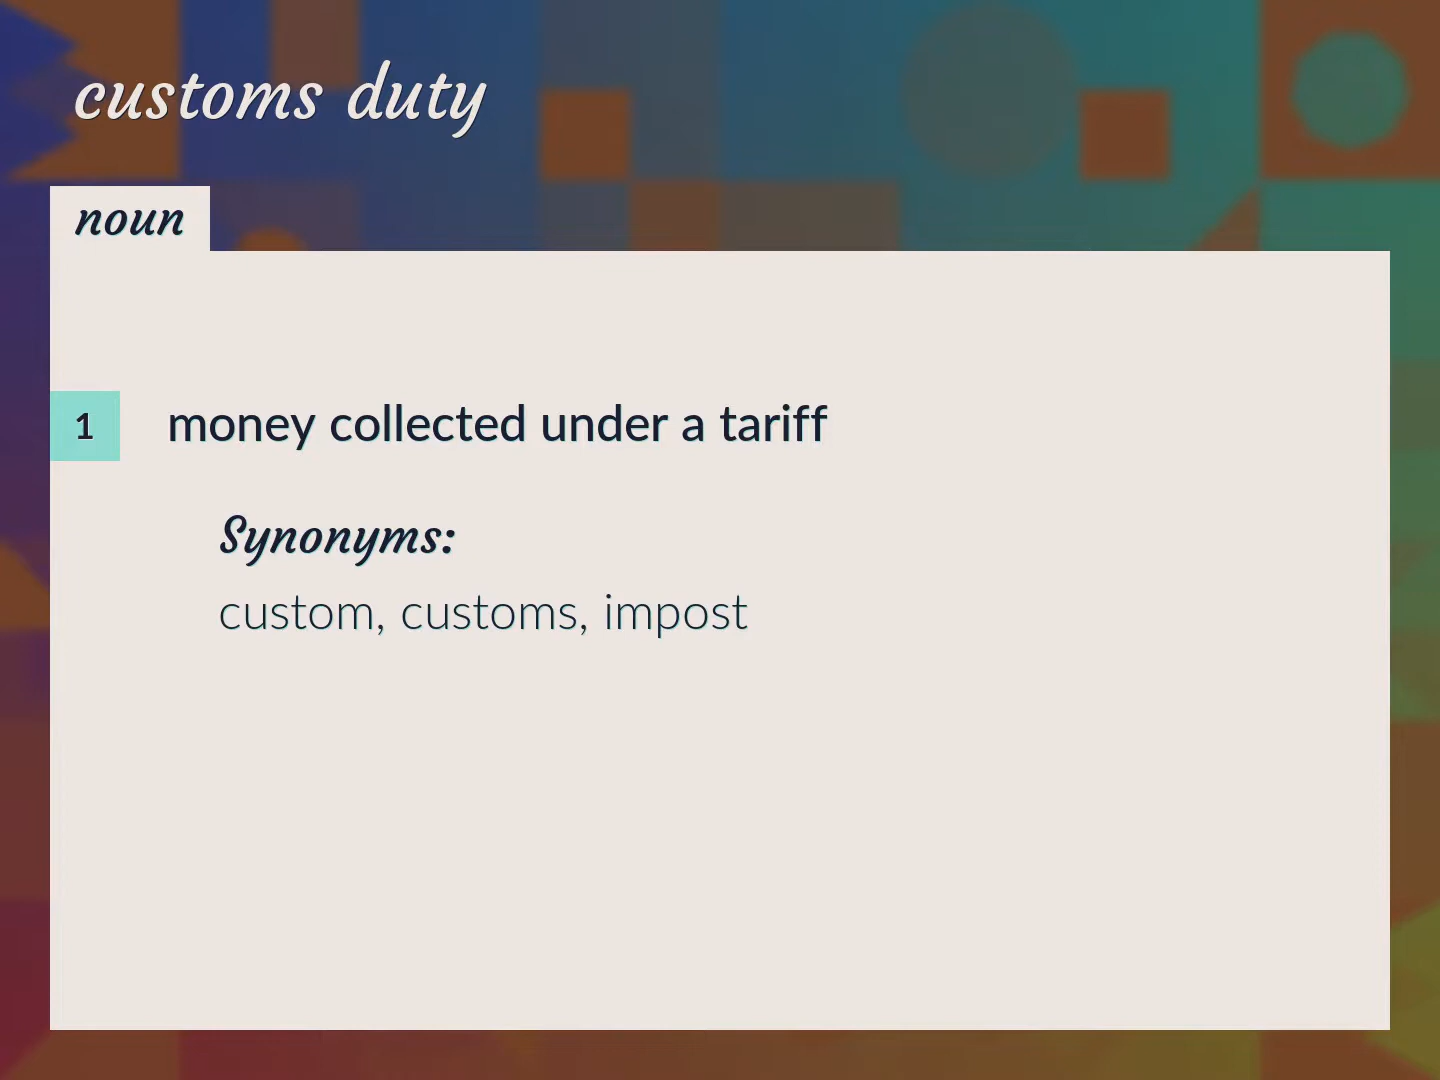 customs duty
noun
1 money collected under a tariff
Synonyms:
custom, customs, impost